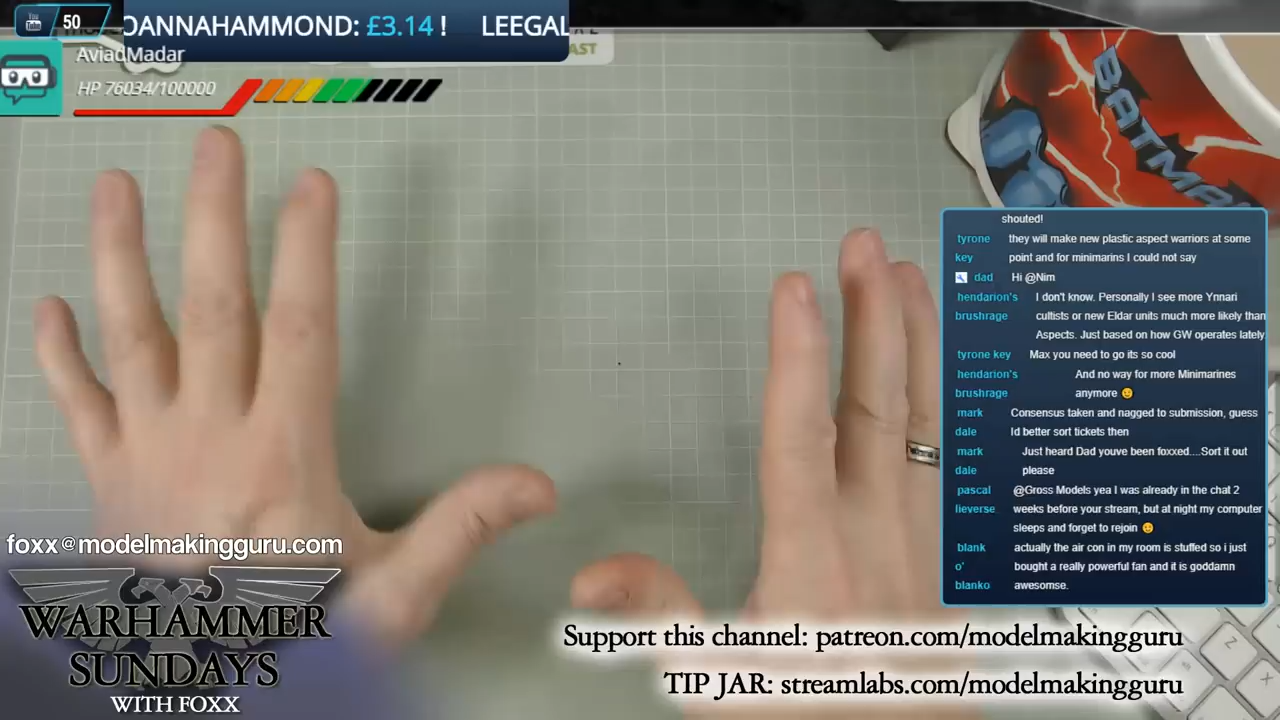 50
OANNAHAMMOND: £3.14 ! LEEGAL
AST
AviadMadar
HP 76034/100000
BATMA
shouted!
tyrone key they will make new plastic aspect warriors at some
point and for minimarins I could not say
dad Hi @Nim
hendarion's brushrage I don't know. Personally I see more Ynnari
cultists or new Eldar units much more likely than
Aspects. Just based on how GW operates lately
tyrone key Max you need to go its so cool
hendarion's brushrage And no way for more Minimarines
anymore
mark dale Consensus taken and nagged to submission, guess
Id better sort tickets then
mark dale Just heard Dad youve been foxxed....Sort it out
please
pascal lieverse @Gross Models yea I was already in the chat 2
weeks before your stream, but at night my computer
sleeps and forget to rejoin
blank o' blanko actually the air con in my room is stuffed so i just
bought a really powerful fan and it is goddamn
awesomse.
foxx@modelmakingguru.com
WARHAMMER
SUNDAYS
WITH FOXX
Support this channel: patreon.com/modelmakingguru
TIP JAR: streamlabs.com/modelmakingguru
Z
X